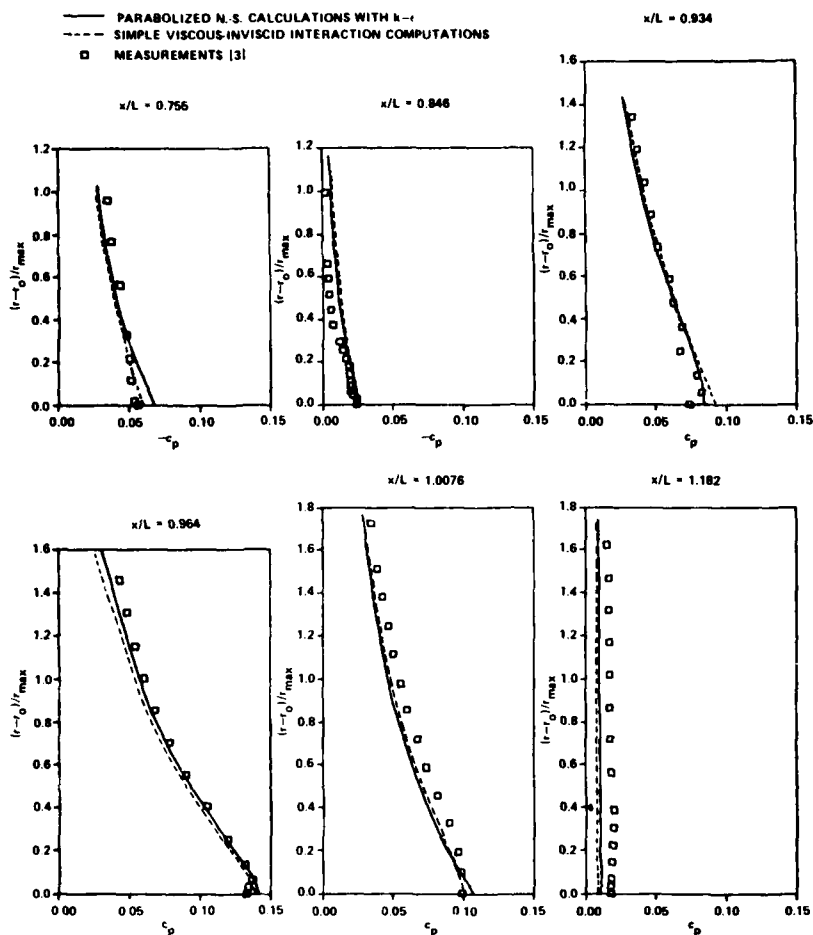 PARABOLIZED N.-S. CALCULATIONS WITH k-ϵ
SIMPLE VISCOUS-INVISCID INTERACTION COMPUTATIONS
MEASUREMENTS [3]
x/L = 0.755
x/L = 0.846
x/L = 0.934
(r-r₀)/r_max
1.2
1.0
0.8
0.6
0.4
0.2
0.0
0.00 0.05 0.10 0.15
-c_p
(r-r₀)/r_max
1.2
1.0
0.8
0.6
0.4
0.2
0.0
0.00 0.05 0.10 0.15
-c_p
(r-r₀)/r_max
1.6
1.4
1.2
1.0
0.8
0.6
0.4
0.2
0.0
0.00 0.05 0.10 0.15
c_p
x/L = 0.964
x/L = 1.0076
x/L = 1.182
(r-r₀)/r_max
1.6
1.4
1.2
1.0
0.8
0.6
0.4
0.2
0.0
0.00 0.05 0.10 0.15
c_p
(r-r₀)/r_max
1.8
1.6
1.4
1.2
1.0
0.8
0.6
0.4
0.2
0.0
0.00 0.05 0.10 0.15
c_p
(r-r₀)/r_max
1.8
1.6
1.4
1.2
1.0
0.8
0.6
0.4
0.2
0.0
0.00 0.05 0.10 0.15
c_p